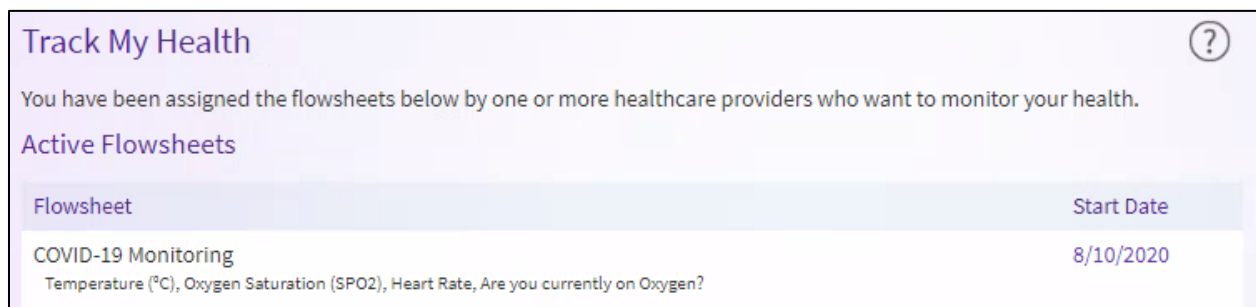 Track My Health
?
You have been assigned the flowsheets below by one or more healthcare providers who want to monitor your health.
Active Flowsheets
Flowsheet Start Date
COVID-19 Monitoring 8/10/2020
Temperature (ºC), Oxygen Saturation (SPO2), Heart Rate, Are you currently on Oxygen?